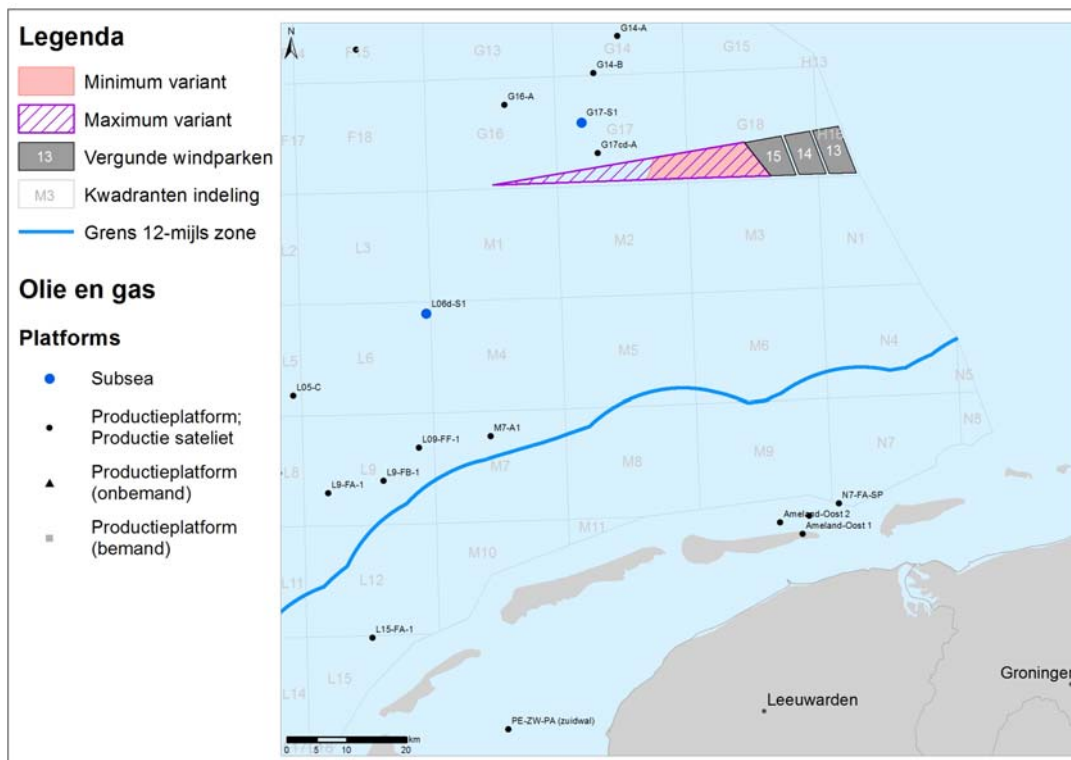 Legenda
Minimum variant
Maximum variant
13
Vergunde windparken
M3
Kwadranten indeling
Grens 12-mijls zone
Olie en gas
Platforms
Subsea
Productieplatform;
Productie sateliet
Productieplatform
(onbemand)
Productieplatform
(bemand)
N
F15
G13
G14-A
G14
G15
G14-B
H13
G16-A
G17-S1
F17
F18
G16
G17
G18
H16
G17cd-A
15
14
13
L2
L3
M1
M2
M3
N1
L06d-S1
L5
L6
M4
M5
M6
N4
N5
L05-C
N8
L09-FF-1
M7-A1
L8
L9
L9-FB-1
M7
M8
M9
N7
L9-FA-1
N7-FA-SP
Ameland-Oost 2
Ameland-Oost 1
M11
M10
L11
L12
L15-FA-1
L15
L14
Groningen
Leeuwarden
PE-ZW-PA (zuidwal)
km
0 5 10 20